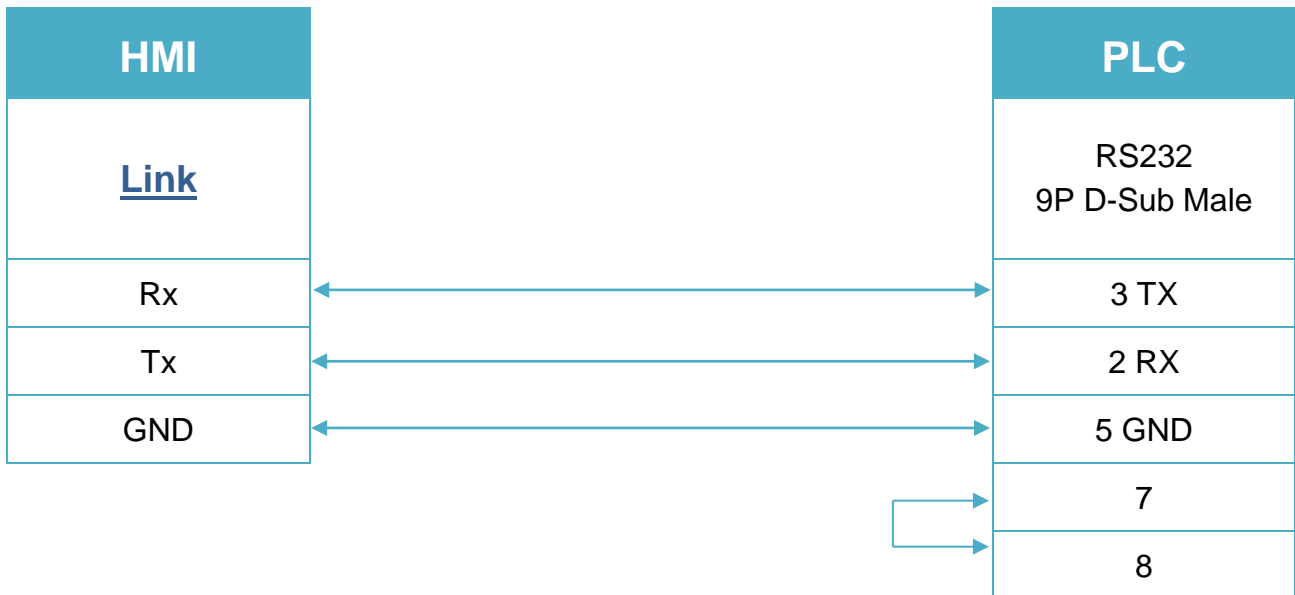 HMI
PLC
Link
RS232
9P D-Sub Male
Rx
3 TX
Tx
2 RX
GND
5 GND
7
8